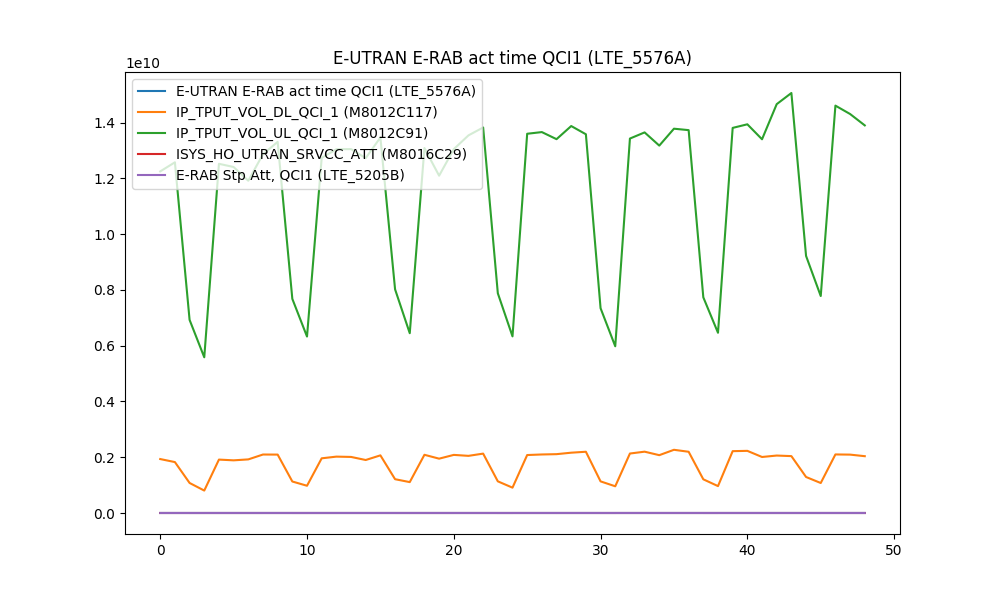 E-UTRAN E-RAB act time QCI1 (LTE_5576A)
1e10
E-UTRAN E-RAB act time QCI1 (LTE_5576A)
IP_TPUT_VOL_DL_QCI_1 (M8012C117)
IP_TPUT_VOL_UL_QCI_1 (M8012C91)
ISYS_HO_UTRAN_SRVCC_ATT (M8016C29)
E-RAB Stp Att, QCI1 (LTE_5205B)
1.4
1.2
1.0
0.8
0.6
0.4
0.2
0.0
0 10 20 30 40 50